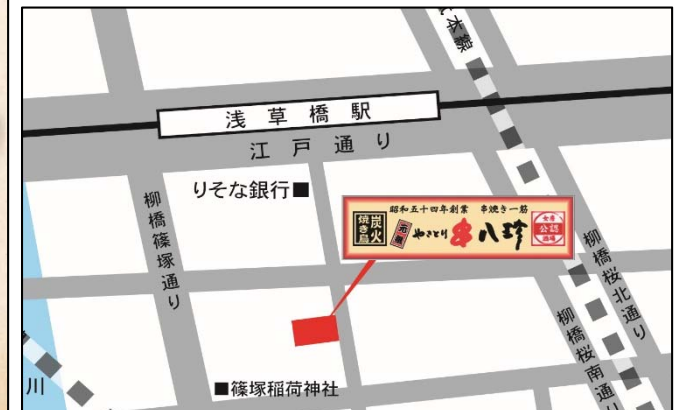 本線
浅草橋駅
江戸通り
りそな銀行■
柳橋篠塚通り
昭和五十四年創業 串焼き一筋
炭火
焼き鳥
やきとり 串八珍
公認
柳橋桜北通り
柳橋桜南通り
川
■篠塚稲荷神社